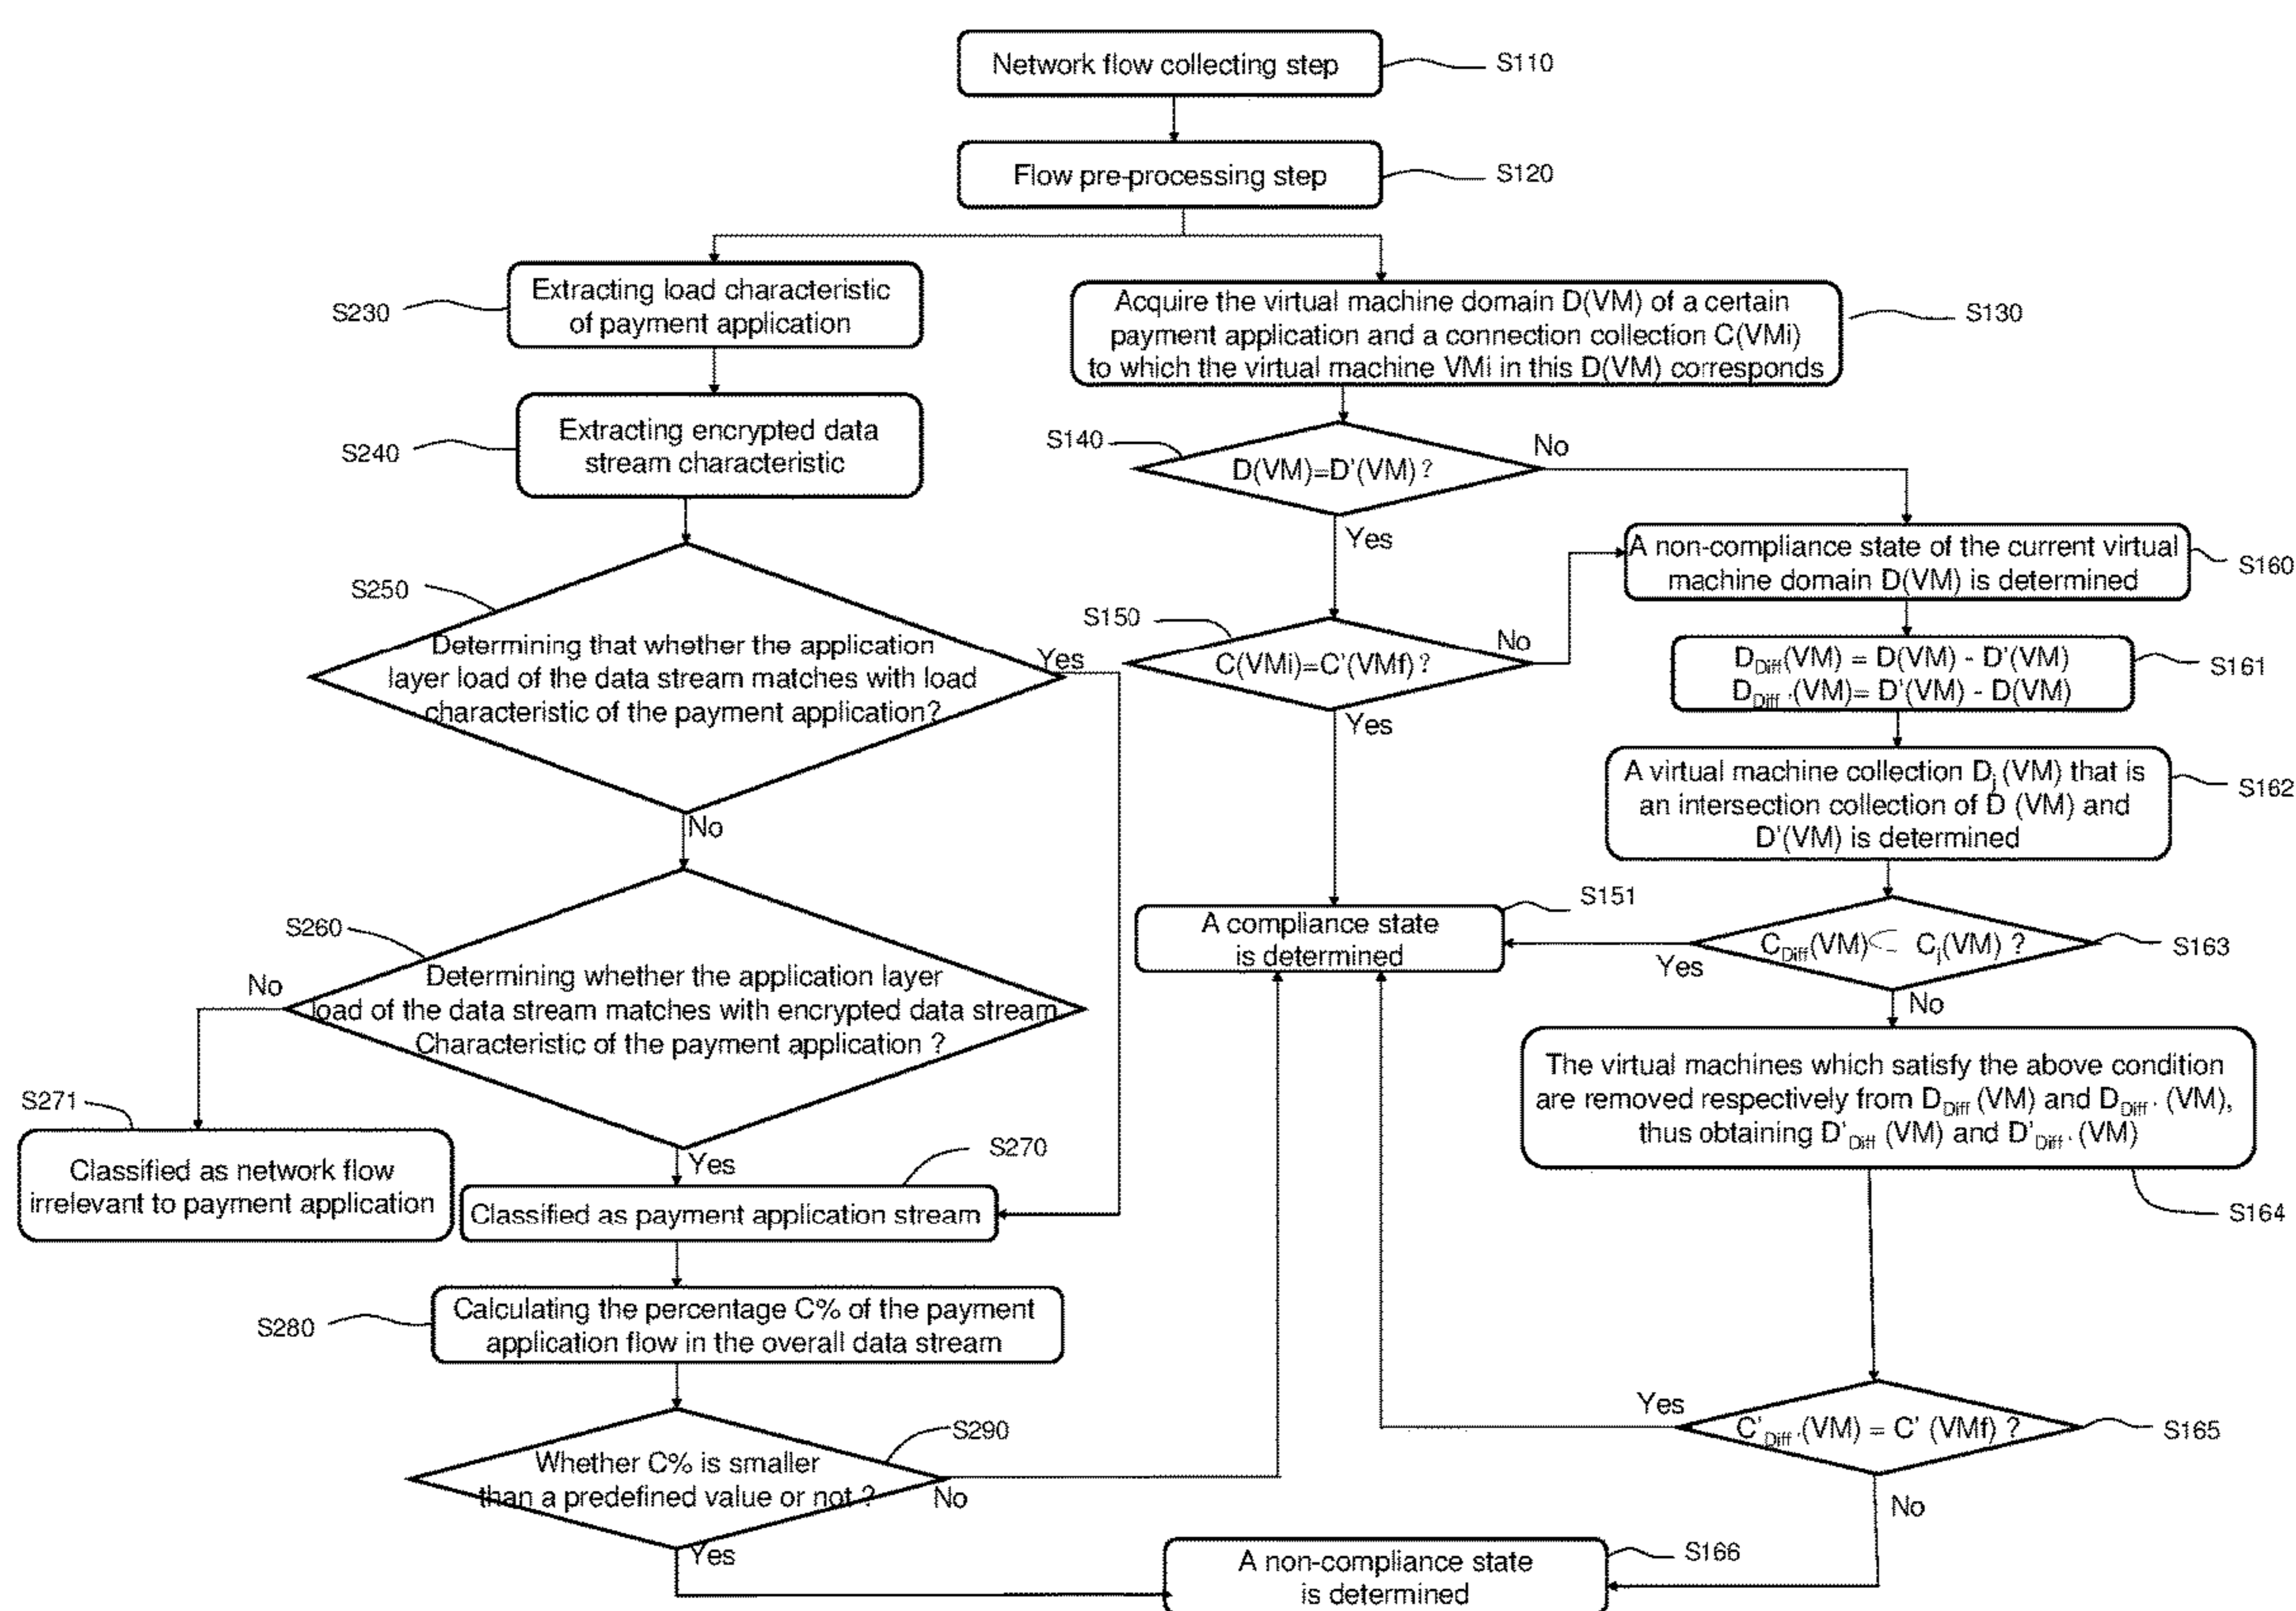 Network flow collecting step
S110
Flow pre-processing step
S120
Extracting load characteristic
of payment application
S230
Extracting encrypted data
stream characteristic
S240
S250
Determining that whether the application
layer load of the data stream matches with load
characteristic of the payment application?
Yes
No
S260
Determining whether the application layer
load of the data stream matches with encrypted data stream
Characteristic of the payment application ?
No
Yes
S271
Classified as network flow
irrelevant to payment application
S270
Classified as payment application stream
S280
Calculating the percentage C% of the payment
application flow in the overall data stream
S290
Whether C% is smaller
than a predefined value or not ?
No
Yes
Acquire the virtual machine domain D(VM) of a certain
payment application and a connection collection C(VMi)
to which the virtual machine VMi in this D(VM) corresponds
S130
S140
D(VM)=D'(VM) ?
No
Yes
S150
C(VMi)=C'(VMf) ?
No
Yes
S151
A compliance state
is determined
A non-compliance state of the current virtual
machine domain D(VM) is determined
S160
D_Diff(VM) = D(VM) - D'(VM)
D_Diff'(VM)= D'(VM) - D(VM)
S161
A virtual machine collection D_j (VM) that is
an intersection collection of D (VM) and
D'(VM) is determined
S162
C_Diff(VM)⊂ C_j(VM) ?
S163
Yes
No
The virtual machines which satisfy the above condition
are removed respectively from D_Diff (VM) and D_Diff' (VM),
thus obtaining D'_Diff (VM) and D'_Diff' (VM)
S164
C'_Diff'(VM) = C' (VMf) ?
S165
Yes
No
A non-compliance state
is determined
S166